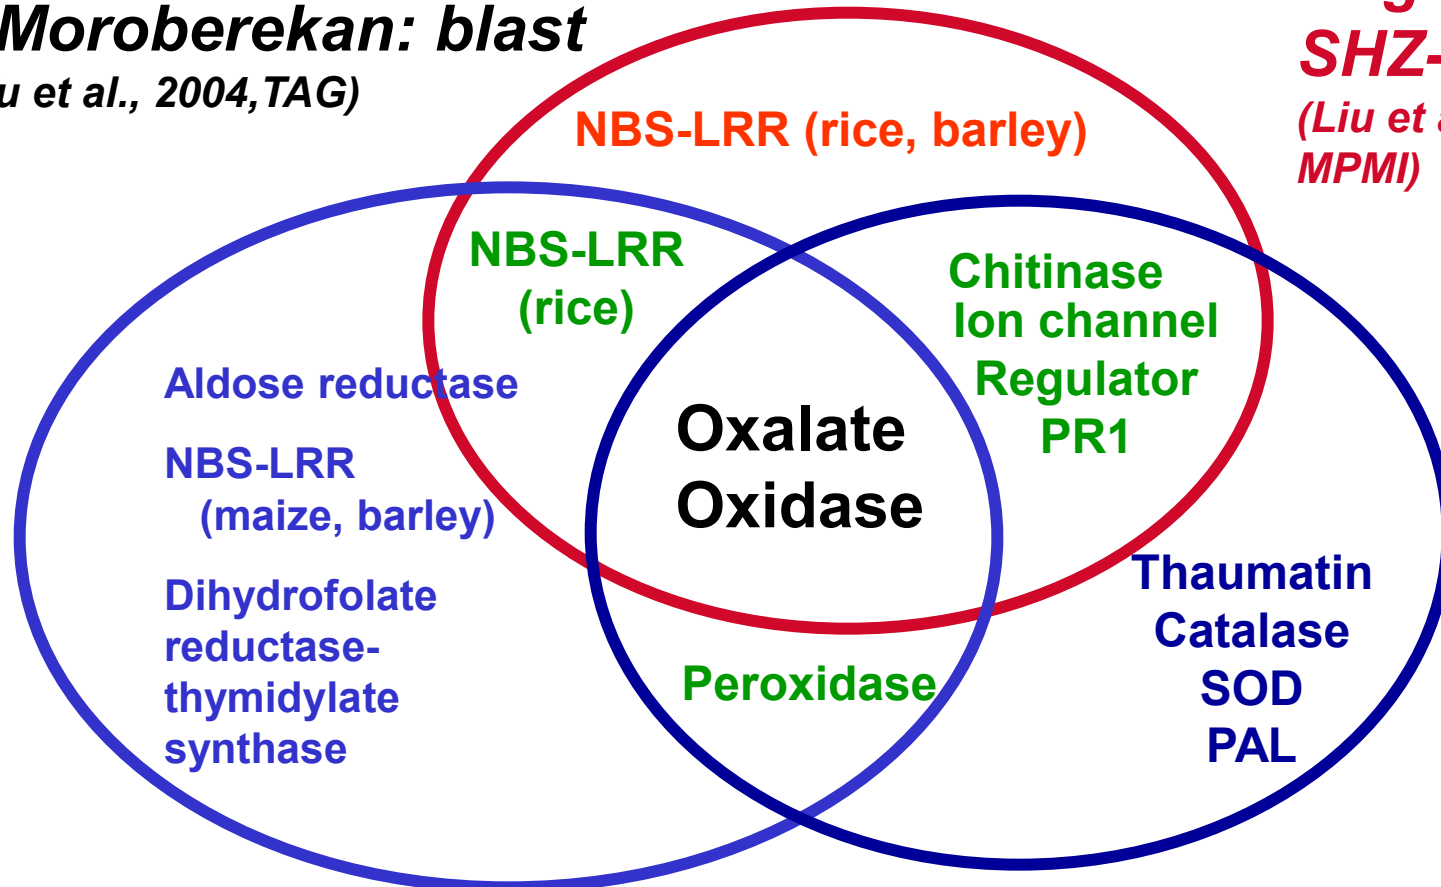 Moroberekan: blast
u et al., 2004,TAG)
SHZ-
(Liu et a
MPMI)
NBS-LRR (rice, barley)
NBS-LRR
(rice)
Chitinase
Ion channel
Regulator
PR1
Aldose reductase
NBS-LRR
(maize, barley)
Dihydrofolate
reductase-
thymidylate
synthase
Oxalate
Oxidase
Peroxidase
Thaumatin
Catalase
SOD
PAL